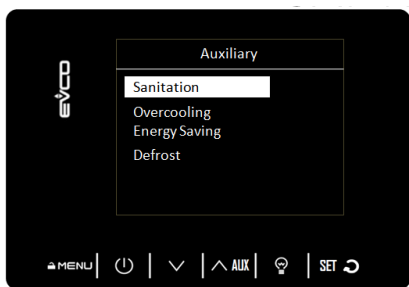 Auxiliary
evco
Sanitation
Overcooling
Energy Saving
Defrost
MENU
AUX
SET